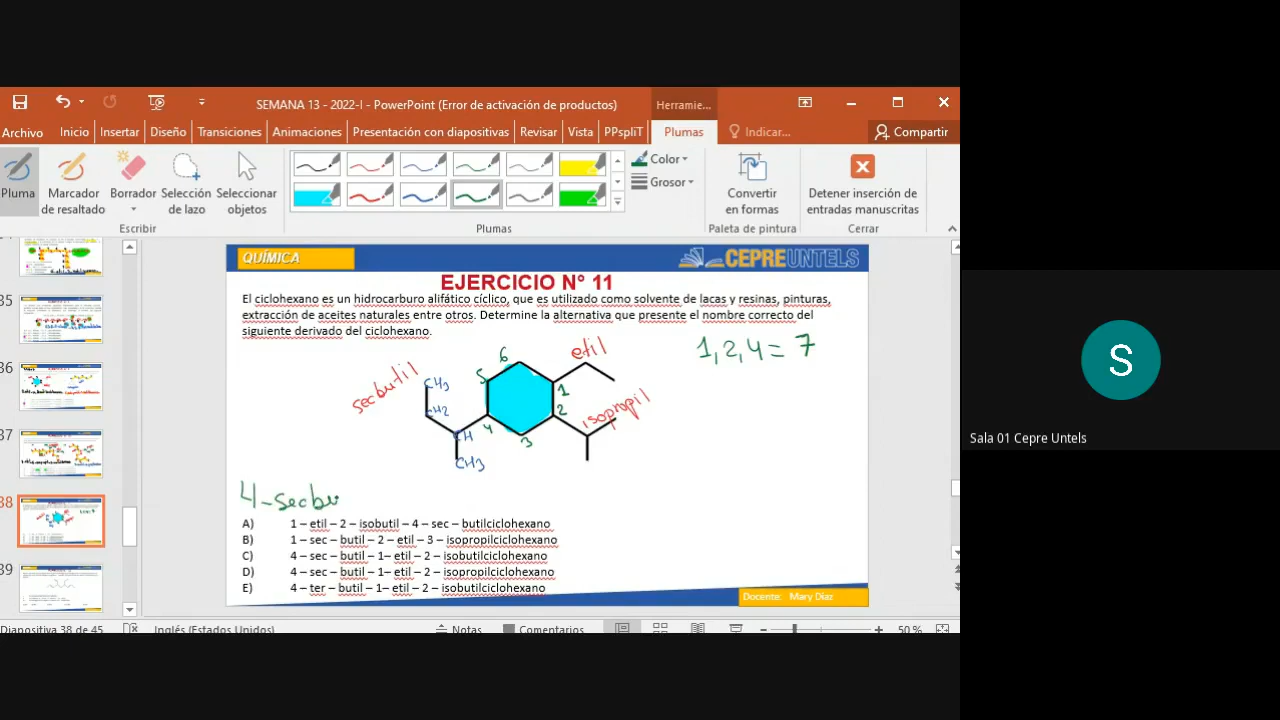 SEMANA 13 - 2022-I - PowerPoint (Error de activación de productos)
Herramie...
Archivo Inicio Insertar Diseño Transiciones Animaciones Presentación con diapositivas Revisar Vista PPspliT Plumas Indicar... Compartir
Pluma
Marcador de resaltado
Borrador
Selección de lazo
Seleccionar objetos
Color
Grosor
Convertir en formas
Detener inserción de entradas manuscritas
Escribir Plumas Paleta de pintura Cerrar
35
36
37
38
39
QUÍMICA
CEPREUNTELS
EJERCICIO N° 11
El ciclohexano es un hidrocarburo alifático cíclico, que es utilizado como solvente de lacas y resinas, pinturas,
extracción de aceites naturales entre otros. Determine la alternativa que presente el nombre correcto del
siguiente derivado del ciclohexano.
1,2,4 = 7
etil
6
secbutil
CH3
5
1
CH2
2
isopropil
4
CH
3
CH3
4-secbu
A) 1 – etil – 2 – isobutil – 4 – sec – butilciclohexano
B) 1 – sec – butil – 2 – etil – 3 – isopropilciclohexano
C) 4 – sec – butil – 1– etil – 2 – isobutilciclohexano
D) 4 – sec – butil – 1– etil – 2 – isopropilciclohexano
E) 4 – ter – butil – 1– etil – 2 – isobutilciclohexano
Docente: Mary Diaz
Diapositiva 38 de 45 Inglés (Estados Unidos) Notas Comentarios 50 %
S
Sala 01 Cepre Untels